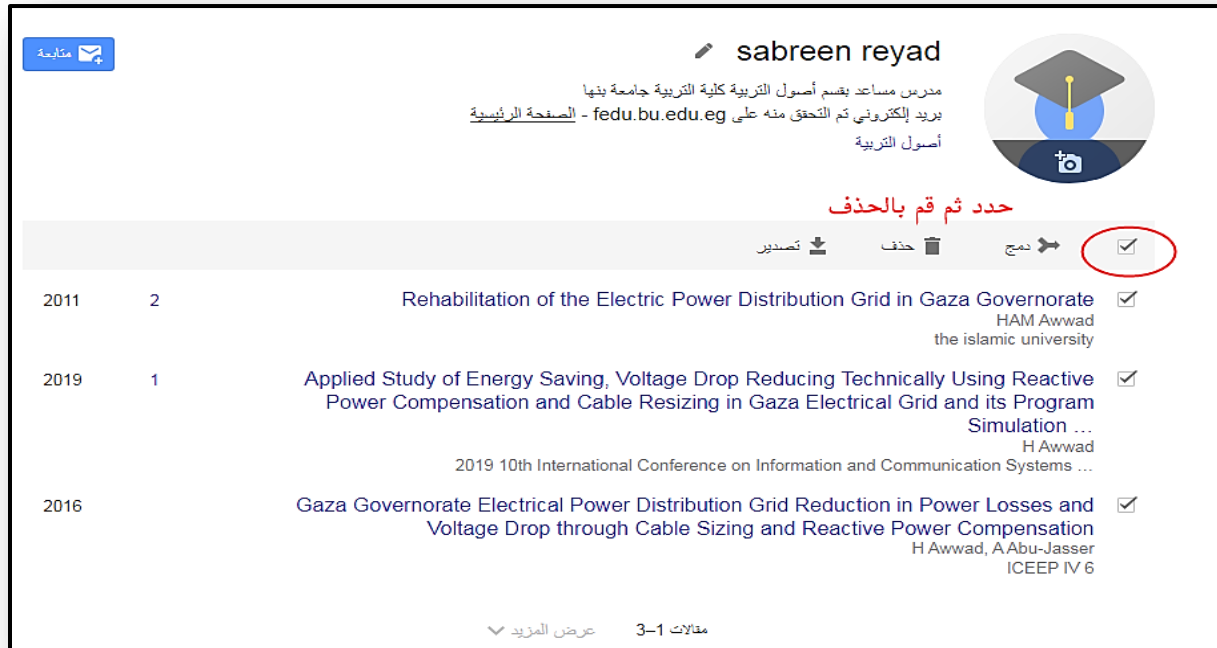 متابعة
sabreen reyad
مدرس مساعد بقسم أصول التربية كلية التربية جامعة بنها
بريد إلكتروني تم التحقق منه على fedu.bu.edu.eg - الصفحة الرئيسية
أصول التربية
حدد ثم قم بالحذف
دمج حذف تصدير
Rehabilitation of the Electric Power Distribution Grid in Gaza Governorate 2 2011
HAM Awwad
the islamic university
Applied Study of Energy Saving, Voltage Drop Reducing Technically Using Reactive 1 2019
Power Compensation and Cable Resizing in Gaza Electrical Grid and its Program
Simulation ...
H Awwad
2019 10th International Conference on Information and Communication Systems ...
Gaza Governorate Electrical Power Distribution Grid Reduction in Power Losses and 2016
Voltage Drop through Cable Sizing and Reactive Power Compensation
H Awwad, A Abu-Jasser
ICEEP IV 6
مقالات 1–3 عرض المزيد